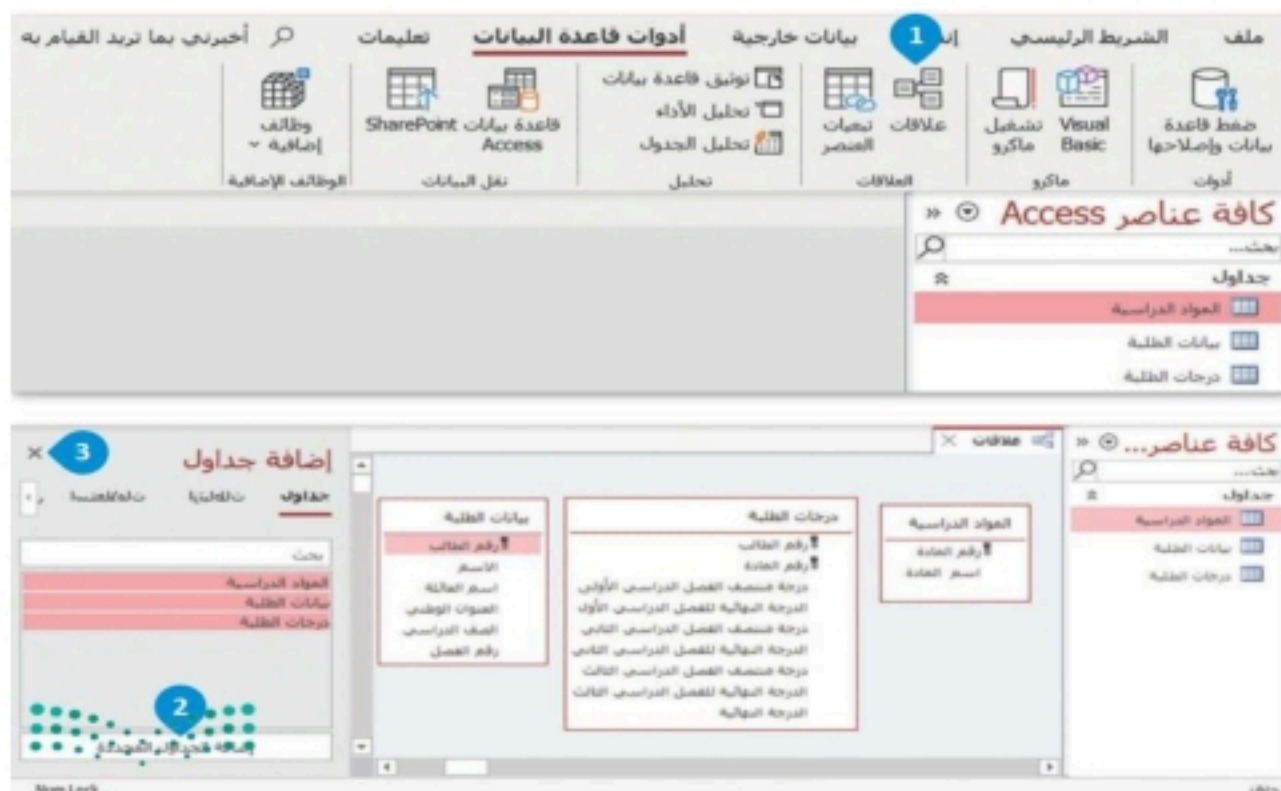 ملف الشريط الرئيسي 1 بيانات خارجية أدوات قاعدة البيانات تعليمات أخبرني بما تريد القيام به
ضغط قاعدة بيانات وإصلاحها
Visual Basic
تشغيل ماكرو
علاقات
تبعيات العنصر
توثيق قاعدة بيانات
تحليل الأداء
تحليل الجدول
قاعدة بيانات Access
SharePoint
وظائف إضافية
أدوات ماكرو العلاقات تحليل نقل البيانات الوظائف الإضافية
كافة عناصر Access
بحث...
جداول
المواد الدراسية
بيانات الطلبة
درجات الطلبة
كافة عناصر...
بحث...
جداول
المواد الدراسية
بيانات الطلبة
درجات الطلبة
علاقات
المواد الدراسية
رقم المادة
اسم المادة
درجات الطلبة
رقم الطالب
رقم المادة
درجة منتصف الفصل الدراسي الأولى
الدرجة النهائية للفصل الدراسي الأول
درجة منتصف الفصل الدراسي الثاني
الدرجة النهائية للفصل الدراسي الثاني
درجة منتصف الفصل الدراسي الثالث
الدرجة النهائية للفصل الدراسي الثالث
الدرجة النهائية
بيانات الطلبة
رقم الطالب
الاسم
اسم العائلة
العنوان الوطني
الصف الدراسي
رقم الفصل
3
إضافة جداول
جداول
بحث
المواد الدراسية
بيانات الطلبة
درجات الطلبة
2
إضافة الجداول المحددة
Num Lock
جاهز